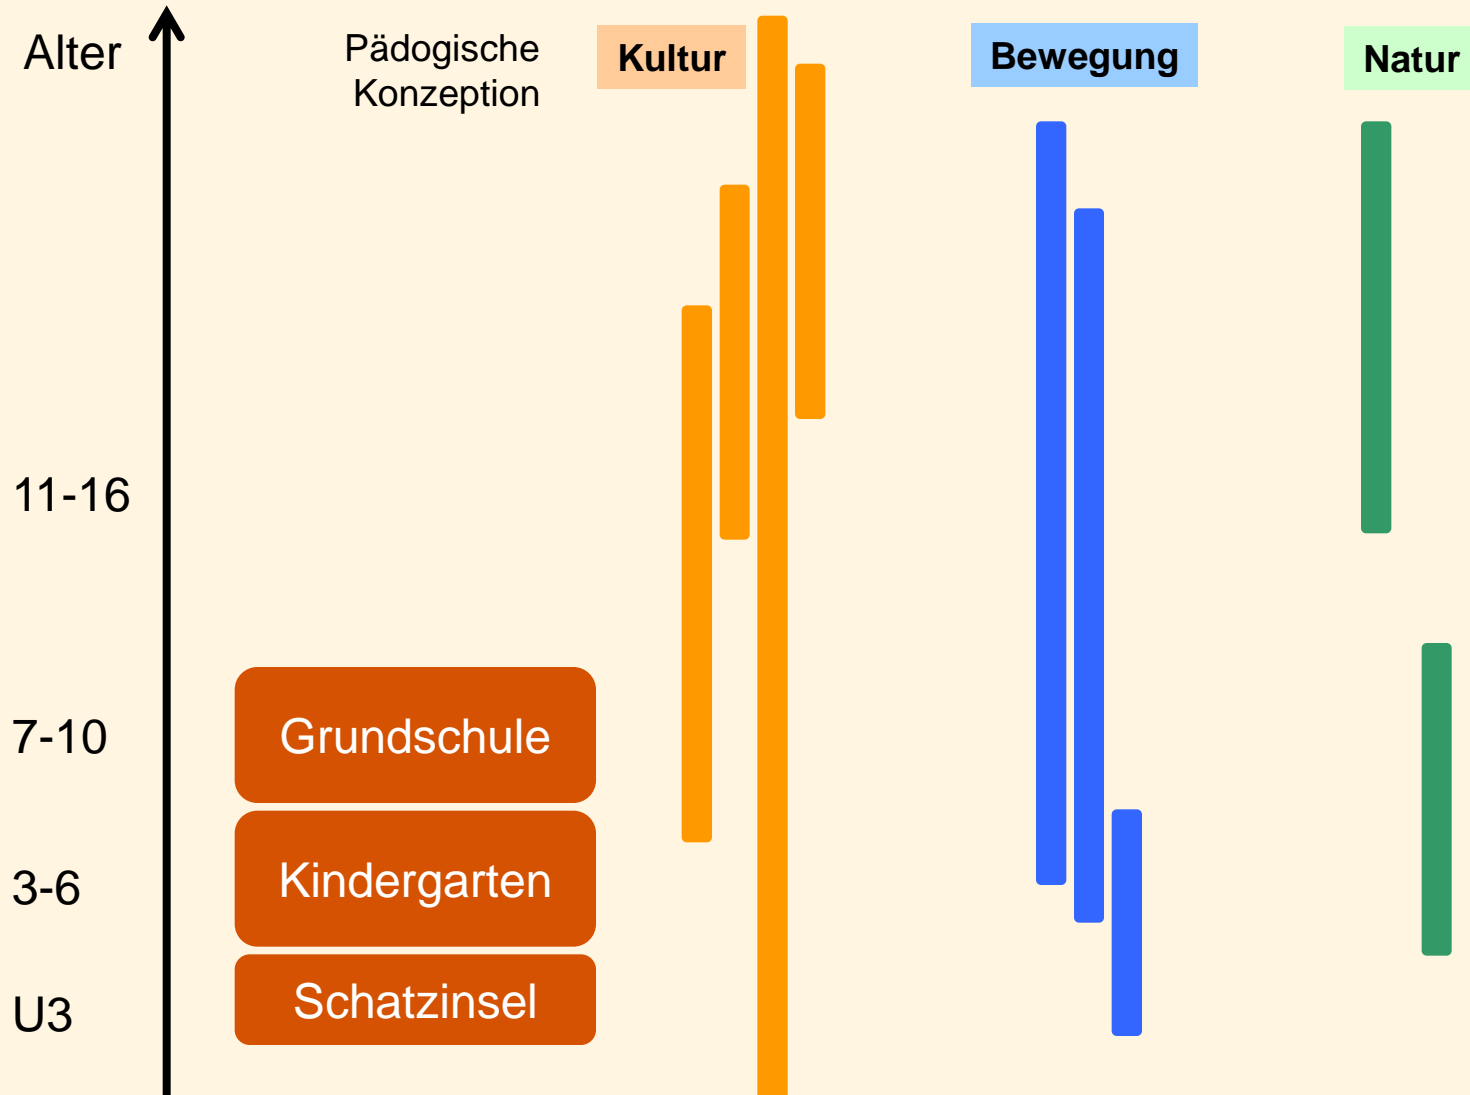 Alter
Pädogische
Konzeption
Kultur
Bewegung
Natur
11-16
7-10
Grundschule
3-6
Kindergarten
U3
Schatzinsel